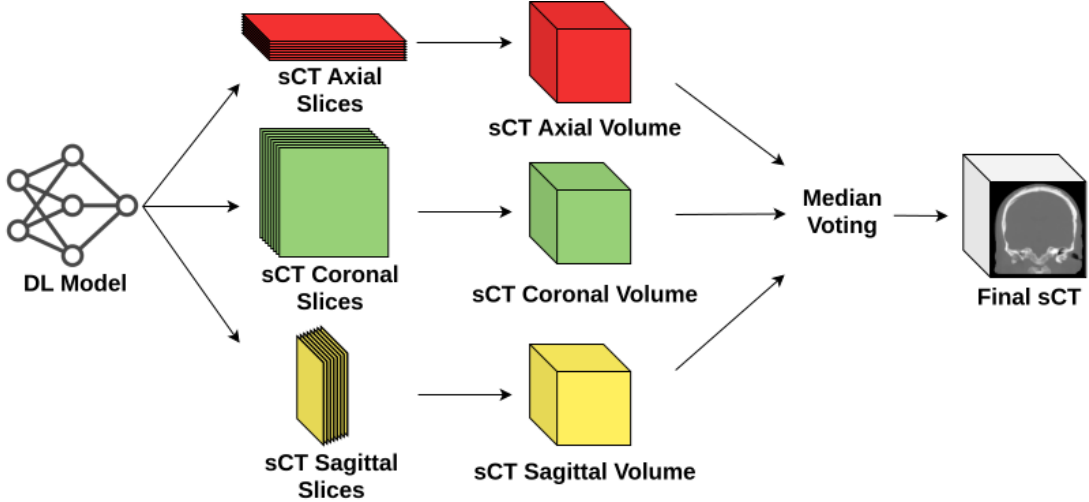 DL Model
sCT Axial
Slices
sCT Axial Volume
sCT Coronal
Slices
sCT Coronal Volume
sCT Sagittal
Slices
sCT Sagittal Volume
Median
Voting
Final sCT